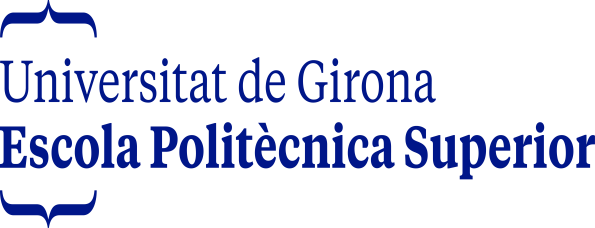 Universitat de Girona
Escola Politècnica Superior